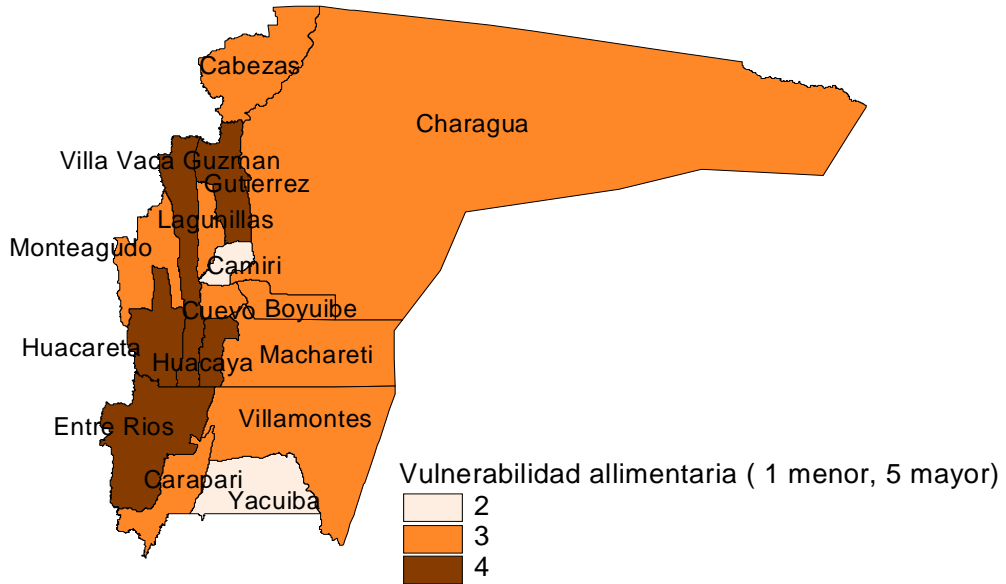 Cabezas
Charagua
Villa Vaca Guzman
Gutierrez
Lagunillas
Monteagudo
Camiri
Cuevo
Boyuibe
Huacareta
Huacaya
Machareti
Entre Rios
Villamontes
Carapari
Yacuiba
Vulnerabilidad allimentaria ( 1 menor, 5 mayor)
2
3
4